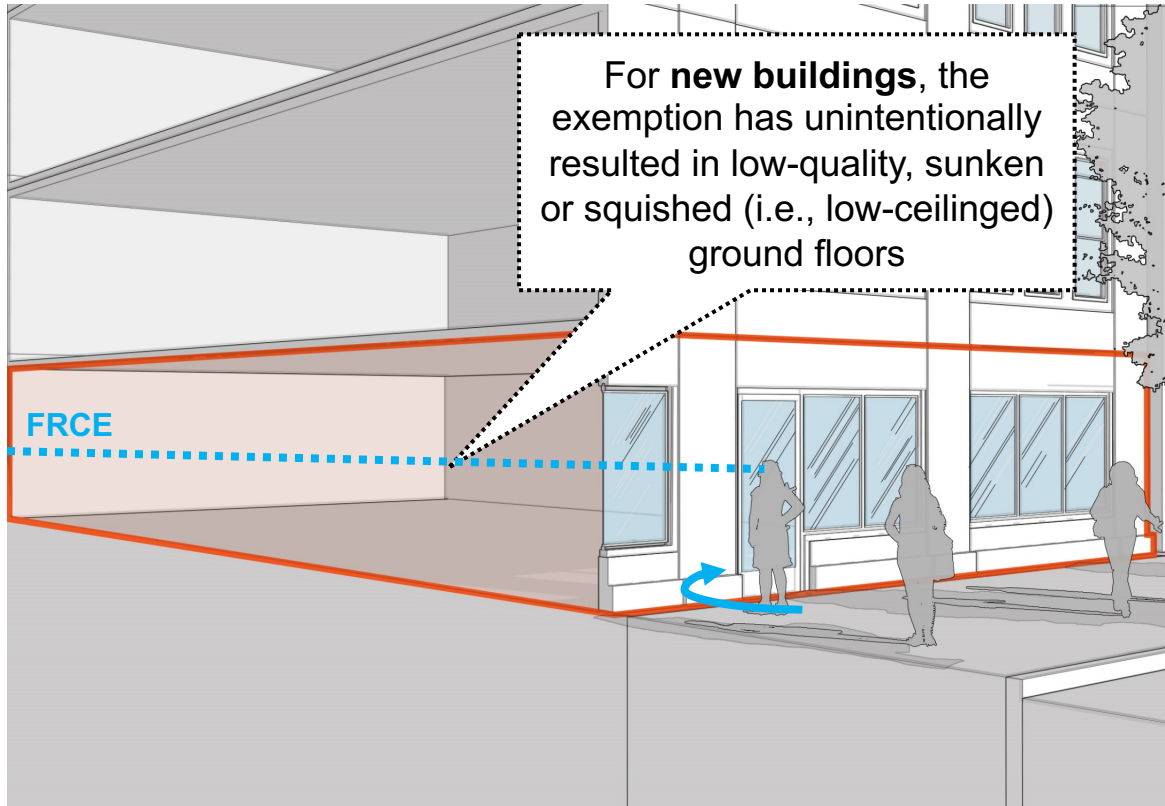 For new buildings, the
exemption has unintentionally
resulted in low-quality, sunken
or squished (i.e., low-ceilinged)
ground floors
FRCE